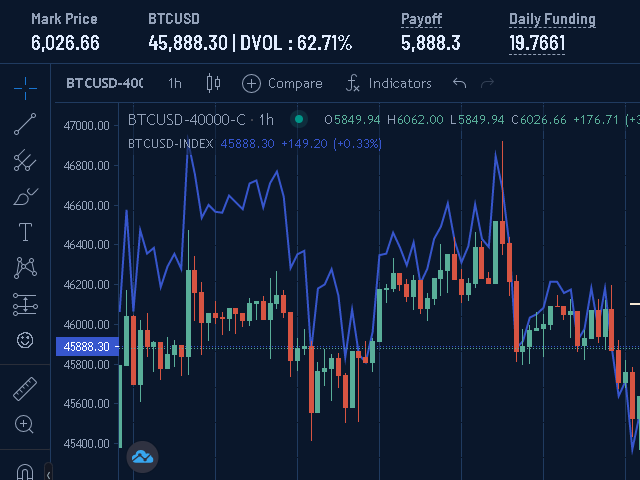 Mark Price BTCUSD Payoff Daily Funding
6,026.66 45,888.30 | DVOL : 62.71% 5,888.3 19.7661
BTCUSD-400 1h Compare Indicators
BTCUSD-40000-C · 1h O5849.94 H6062.00 L5849.94 C6026.66 +176.71 (+3
BTCUSD-INDEX 45888.30 +149.20 (+0.33%)
47000.00
46800.00
46600.00
46400.00
46200.00
46000.00
45888.30
45800.00
45600.00
45400.00